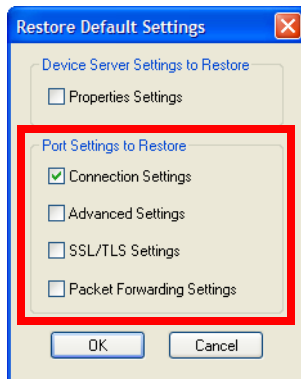 Restore Default Settings
Device Server Settings to Restore
Properties Settings
Port Settings to Restore
Connection Settings
Advanced Settings
SSL/TLS Settings
Packet Forwarding Settings
OK
Cancel